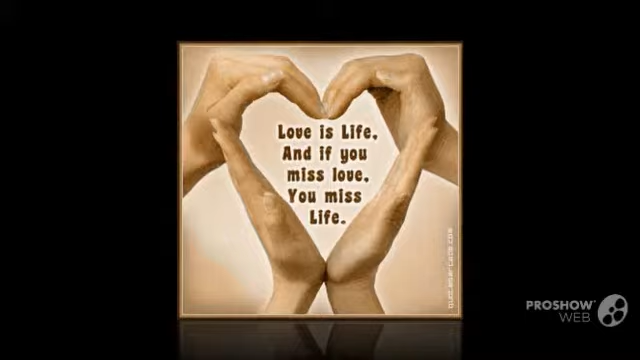 Love is Life,
And if you
miss love,
You miss
Life.
PROSHOW
WEB